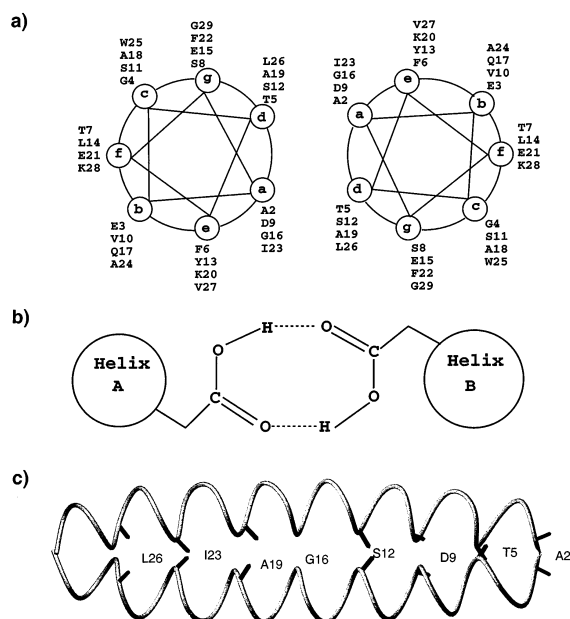 a)
W25
A18
S11
G4
G29
F22
E15
S8
L26
A19
S12
T5
c
g
d
f
a
b
e
T7
L14
E21
K28
E3
V10
Q17
A24
F6
Y13
K20
V27
A2
D9
G16
I23
I23
G16
D9
A2
V27
K20
Y13
F6
A24
Q17
V10
E3
e
a
b
f
d
c
g
T7
L14
E21
K28
T5
S12
A19
L26
S8
E15
F22
G29
G4
S11
A18
W25
b)
Helix
A
H
O
O
C
C
O
O
H
Helix
B
c)
L26 I23 A19 G16 S12 D9 T5 A2